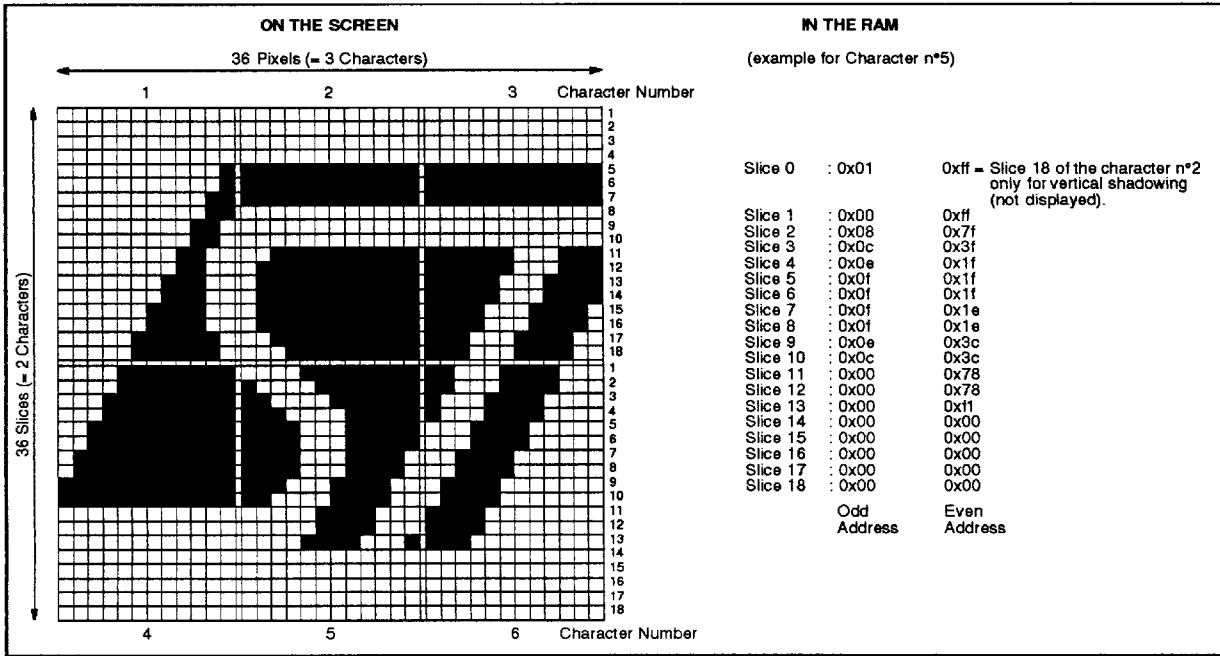 ON THE SCREEN
36 Pixels (= 3 Characters)
1 2 3 Character Number
36 Slices (= 2 Characters)
1
2
3
4
5
6
7
8
9
10
11
12
13
14
15
16
17
18
1
2
3
4
5
6
7
8
9
10
11
12
13
14
15
16
17
18
4 5 6 Character Number
IN THE RAM
(example for Character n°5)
Slice 0 : 0x01 0xff = Slice 18 of the character n°2
only for vertical shadowing
(not displayed).
Slice 1 : 0x00 0xff
Slice 2 : 0x08 0x7f
Slice 3 : 0x0c 0x3f
Slice 4 : 0x0e 0x1f
Slice 5 : 0x0f 0x1f
Slice 6 : 0x0f 0x1f
Slice 7 : 0x0f 0x1e
Slice 8 : 0x0f 0x1e
Slice 9 : 0x0e 0x3c
Slice 10 : 0x0c 0x3c
Slice 11 : 0x00 0x78
Slice 12 : 0x00 0x78
Slice 13 : 0x00 0xf1
Slice 14 : 0x00 0x00
Slice 15 : 0x00 0x00
Slice 16 : 0x00 0x00
Slice 17 : 0x00 0x00
Slice 18 : 0x00 0x00
Odd Even
Address Address